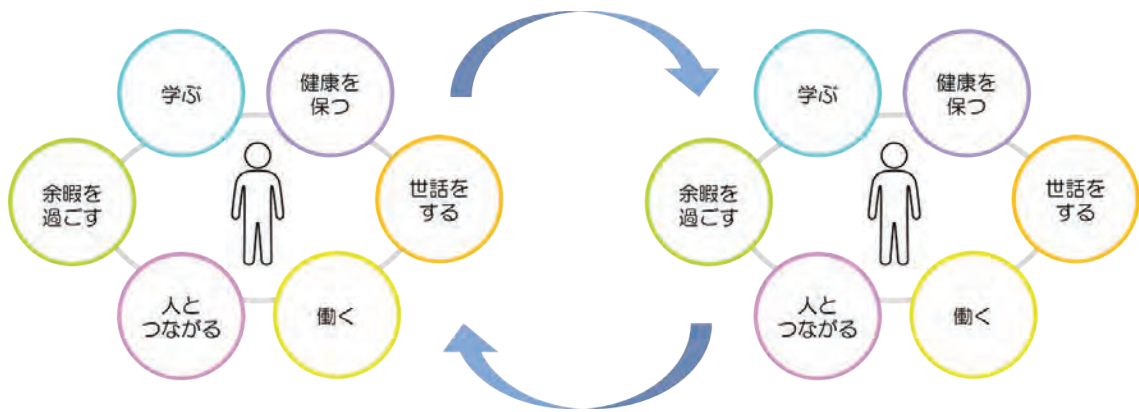 学ぶ
健康を
保つ
世話を
する
働く
人と
つながる
余暇を
過ごす
学ぶ
健康を
保つ
世話を
する
働く
人と
つながる
余暇を
過ごす